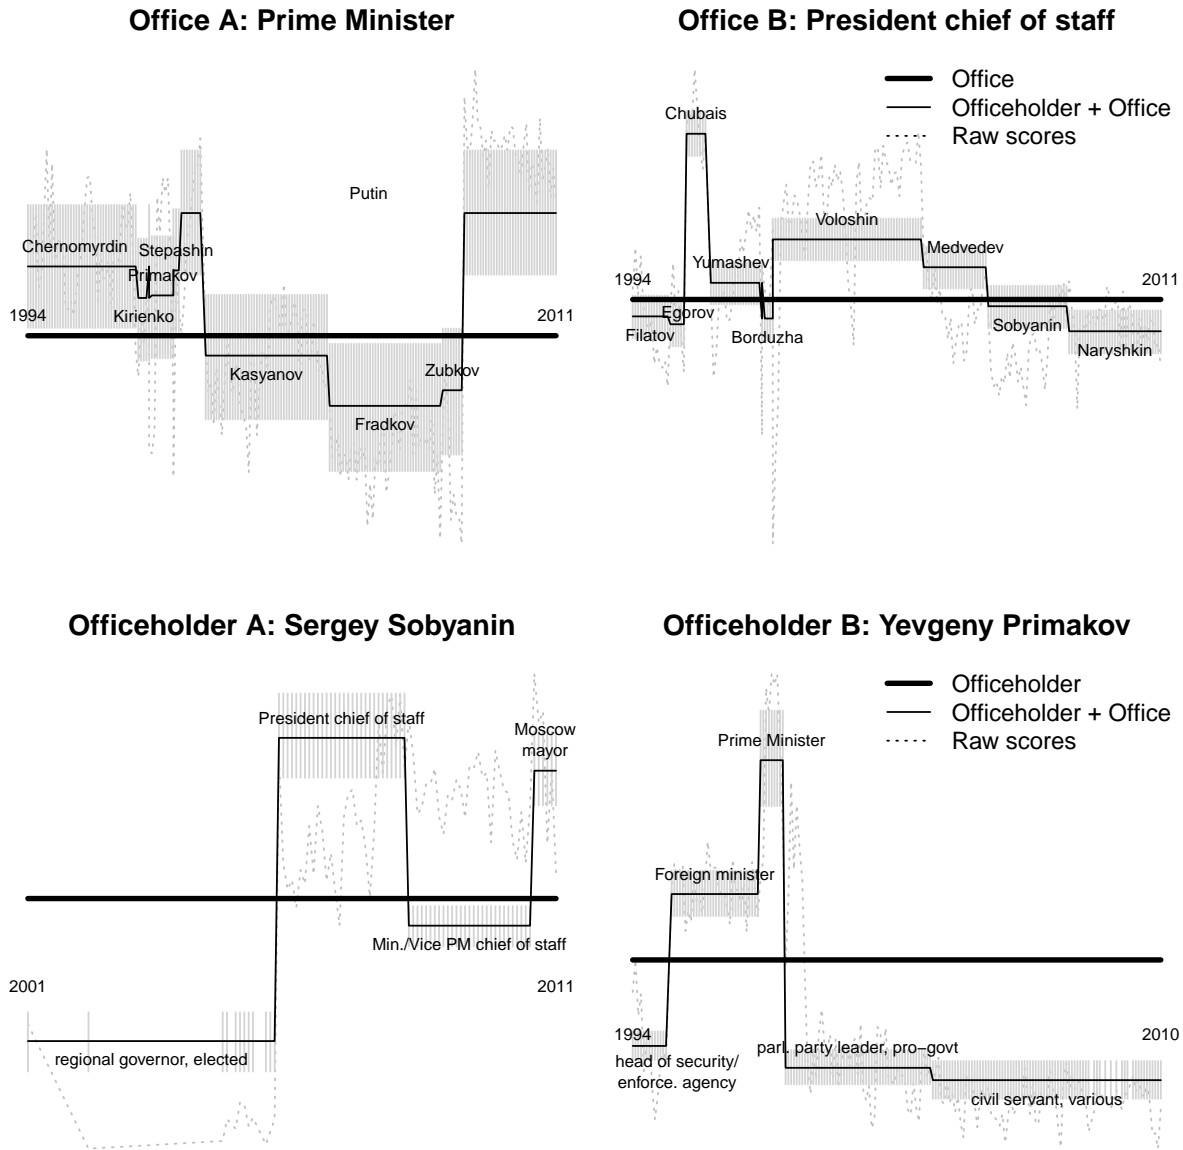 Office A: Prime Minister
Putin
Chernomyrdin
Stepashin
Primakov
1994
Kirienko
2011
Kasyanov
Zubkov
Fradkov
Office B: President chief of staff
Office
Officeholder + Office
Raw scores
Chubais
Voloshin
Medvedev
Yumashev
1994
2011
Egorov
Filatov
Borduzha
Sobyanin
Naryshkin
Officeholder A: Sergey Sobyanin
President chief of staff
Moscow
mayor
Min./Vice PM chief of staff
2001
2011
regional governor, elected
Officeholder B: Yevgeny Primakov
Officeholder
Officeholder + Office
Raw scores
Prime Minister
Foreign minister
1994
2010
parl. party leader, pro−govt
head of security/
enforce. agency
civil servant, various